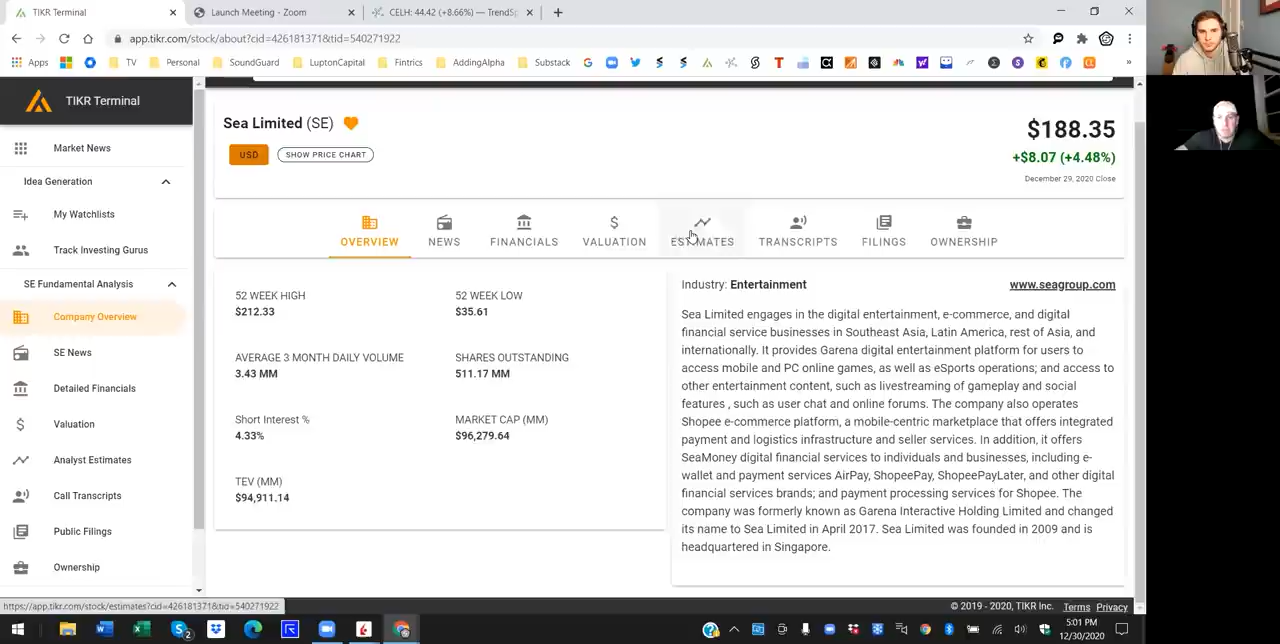 TIKR Terminal
Launch Meeting - Zoom
CELH: 44.42 (+8.66%) — TrendSp
app.tikr.com/stock/about?cid=426181371&tid=540271922
Apps
TV
Personal
SoundGuard
LuptonCapital
Fintrics
AddingAlpha
Substack
TIKR Terminal
Market News
Idea Generation
My Watchlists
Track Investing Gurus
SE Fundamental Analysis
Company Overview
SE News
Detailed Financials
Valuation
Analyst Estimates
Call Transcripts
Public Filings
Ownership
Sea Limited (SE)
USD
SHOW PRICE CHART
$188.35
+$8.07 (+4.48%)
December 29, 2020 Close
OVERVIEW
NEWS
FINANCIALS
VALUATION
ESTIMATES
TRANSCRIPTS
FILINGS
OWNERSHIP
52 WEEK HIGH
$212.33
52 WEEK LOW
$35.61
AVERAGE 3 MONTH DAILY VOLUME
3.43 MM
SHARES OUTSTANDING
511.17 MM
Short Interest %
4.33%
MARKET CAP (MM)
$96,279.64
TEV (MM)
$94,911.14
Industry: Entertainment
www.seagroup.com
Sea Limited engages in the digital entertainment, e-commerce, and digital
financial service businesses in Southeast Asia, Latin America, rest of Asia, and
internationally. It provides Garena digital entertainment platform for users to
access mobile and PC online games, as well as eSports operations; and access to
other entertainment content, such as livestreaming of gameplay and social
features , such as user chat and online forums. The company also operates
Shopee e-commerce platform, a mobile-centric marketplace that offers integrated
payment and logistics infrastructure and seller services. In addition, it offers
SeaMoney digital financial services to individuals and businesses, including e-
wallet and payment services AirPay, ShopeePay, ShopeePayLater, and other digital
financial services brands; and payment processing services for Shopee. The
company was formerly known as Garena Interactive Holding Limited and changed
its name to Sea Limited in April 2017. Sea Limited was founded in 2009 and is
headquartered in Singapore.
https://app.tikr.com/stock/estimates?cid=426181371&tid=540271922
© 2019 - 2020, TIKR Inc.
Terms
Privacy
5:01 PM
12/30/2020